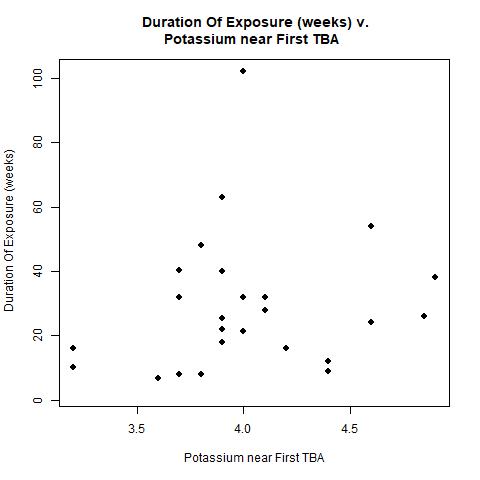 Duration Of Exposure (weeks) v.
Potassium near First TBA
Duration Of Exposure (weeks)
100
80
60
40
20
0
3.5 4.0 4.5
Potassium near First TBA